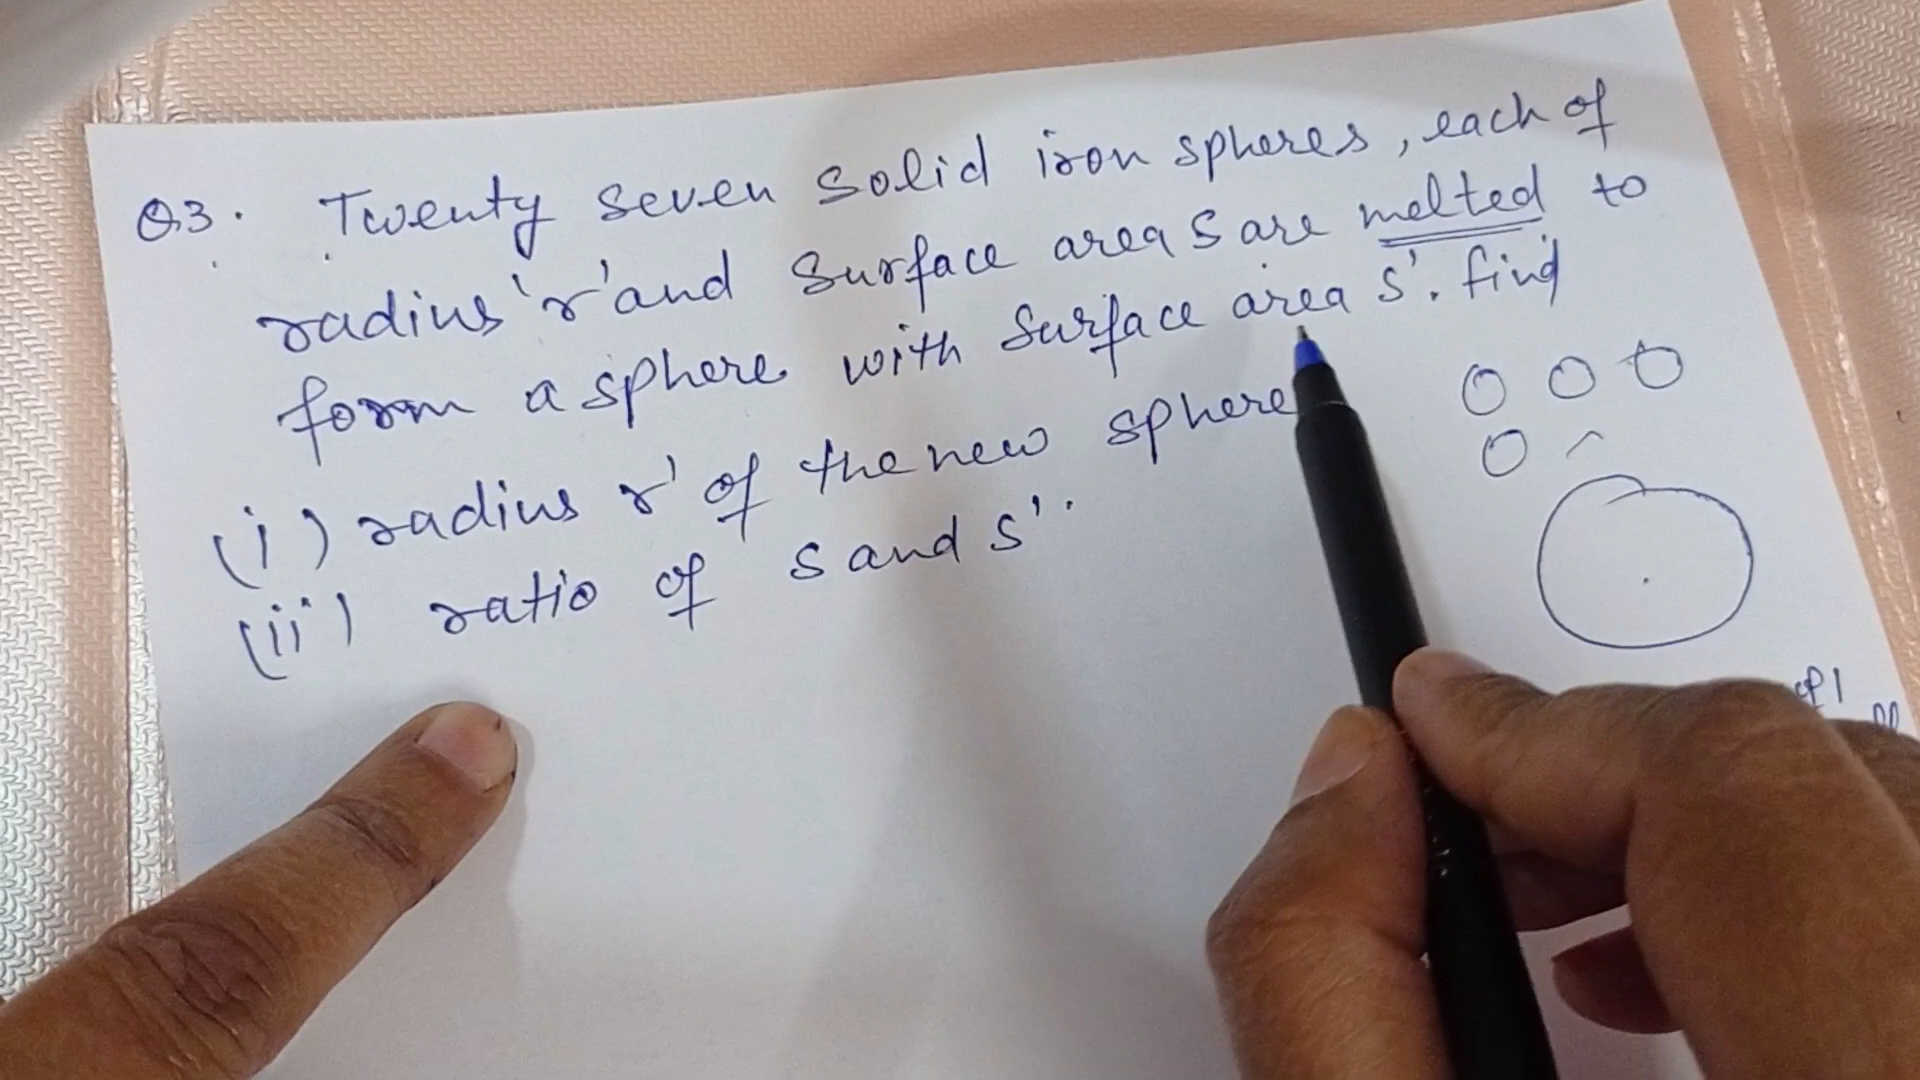 Q3. Twenty seven solid iron spheres, each of
radius 'r' and surface area S are melted to
form a sphere with surface area S'. find
(i) radius r' of the new sphere
(ii) ratio of S and S'.